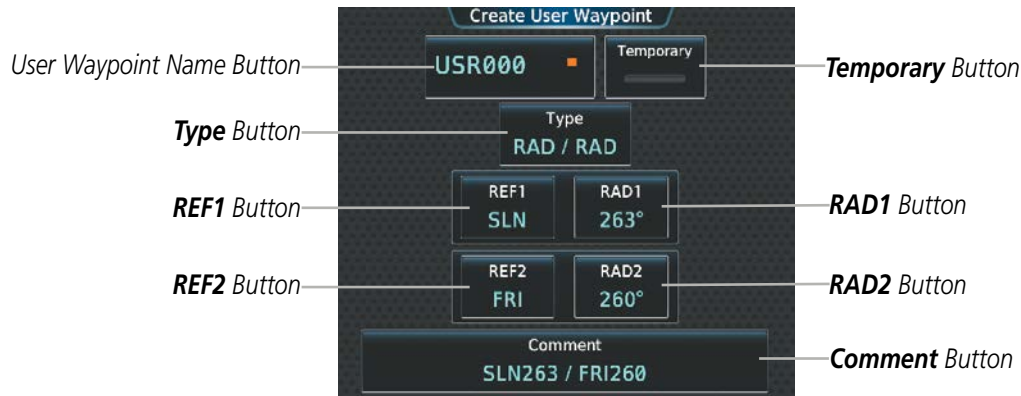 Create User Waypoint
User Waypoint Name Button
USR000
Temporary
Temporary Button
Type Button
Type
RAD / RAD
REF1 Button
REF1
SLN
RAD1
263°
RAD1 Button
REF2 Button
REF2
FRI
RAD2
260°
RAD2 Button
Comment
SLN263 / FRI260
Comment Button